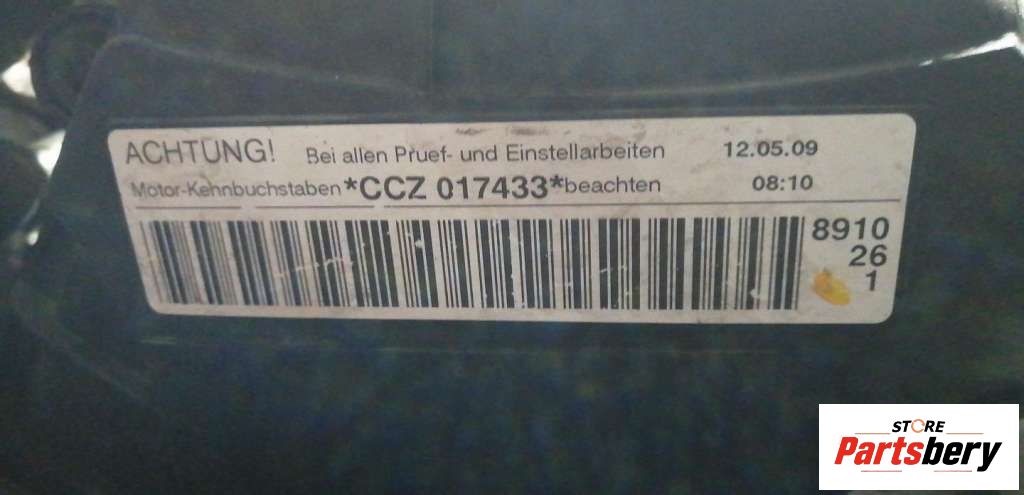 ACHTUNG! Bei allen Pruef- und Einstellarbeiten 12.05.09
Motor-Kennbuchstaben *CCZ 017433* beachten 08:10
8910
26
1
STORE
Partsbery